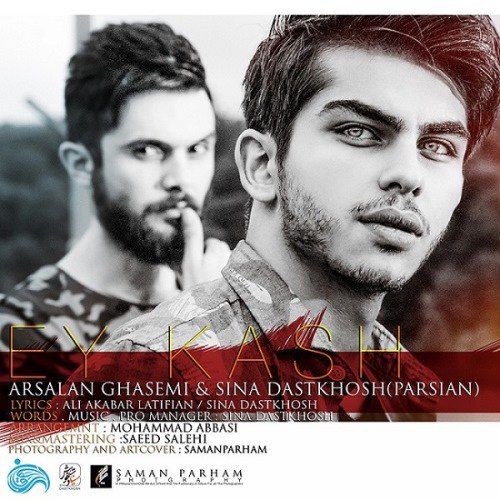 EY KASH
ARSALAN GHASEMI & SINA DASTKHOSH(PARSIAN)
LYRICS : ALI AKABAR LATIFIAN / SINA DASTKHOSH
WORDS . MUSIC . PRO MANAGER : SINA DASTKHOSH
: MOHAMMAD ABBASI
:SAEED SALEHI
PHOTOGRAPHY AND ARTCOVER : SAMANPARHAM
SAMAN PARHAM
PHOTOGRAPHY